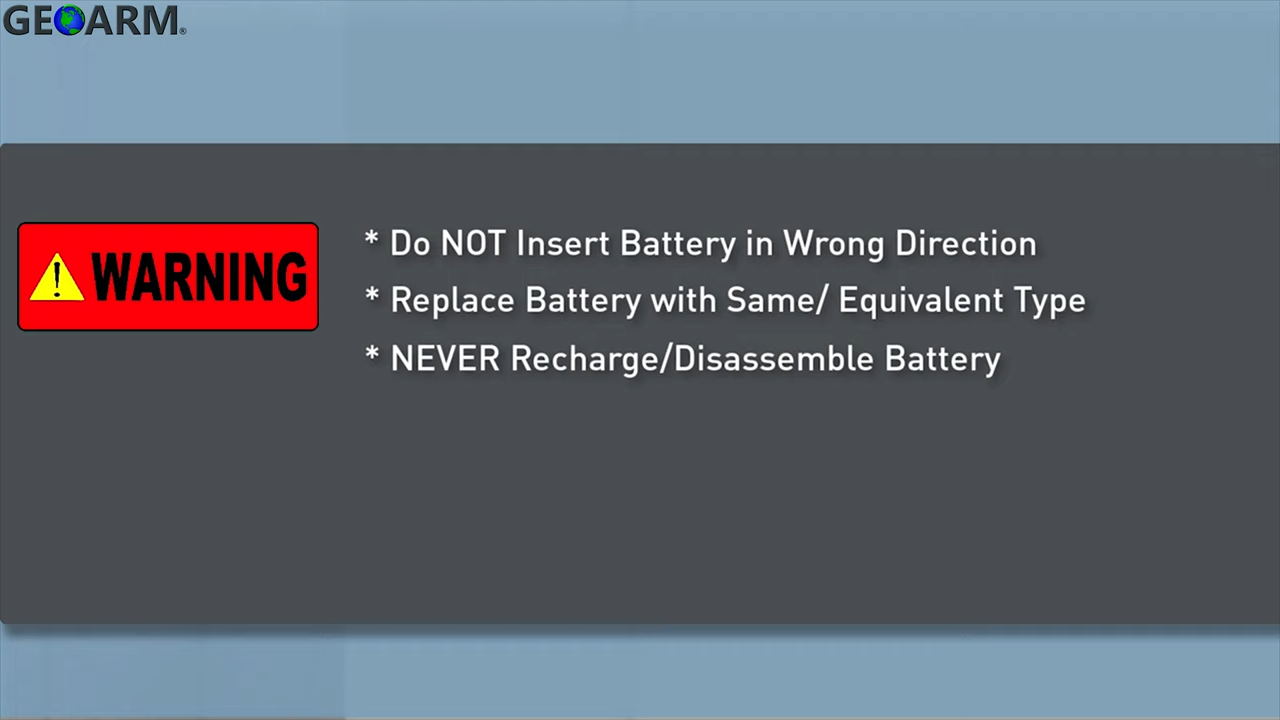 GEOARM®
WARNING
* Do NOT Insert Battery in Wrong Direction
* Replace Battery with Same/ Equivalent Type
* NEVER Recharge/Disassemble Battery